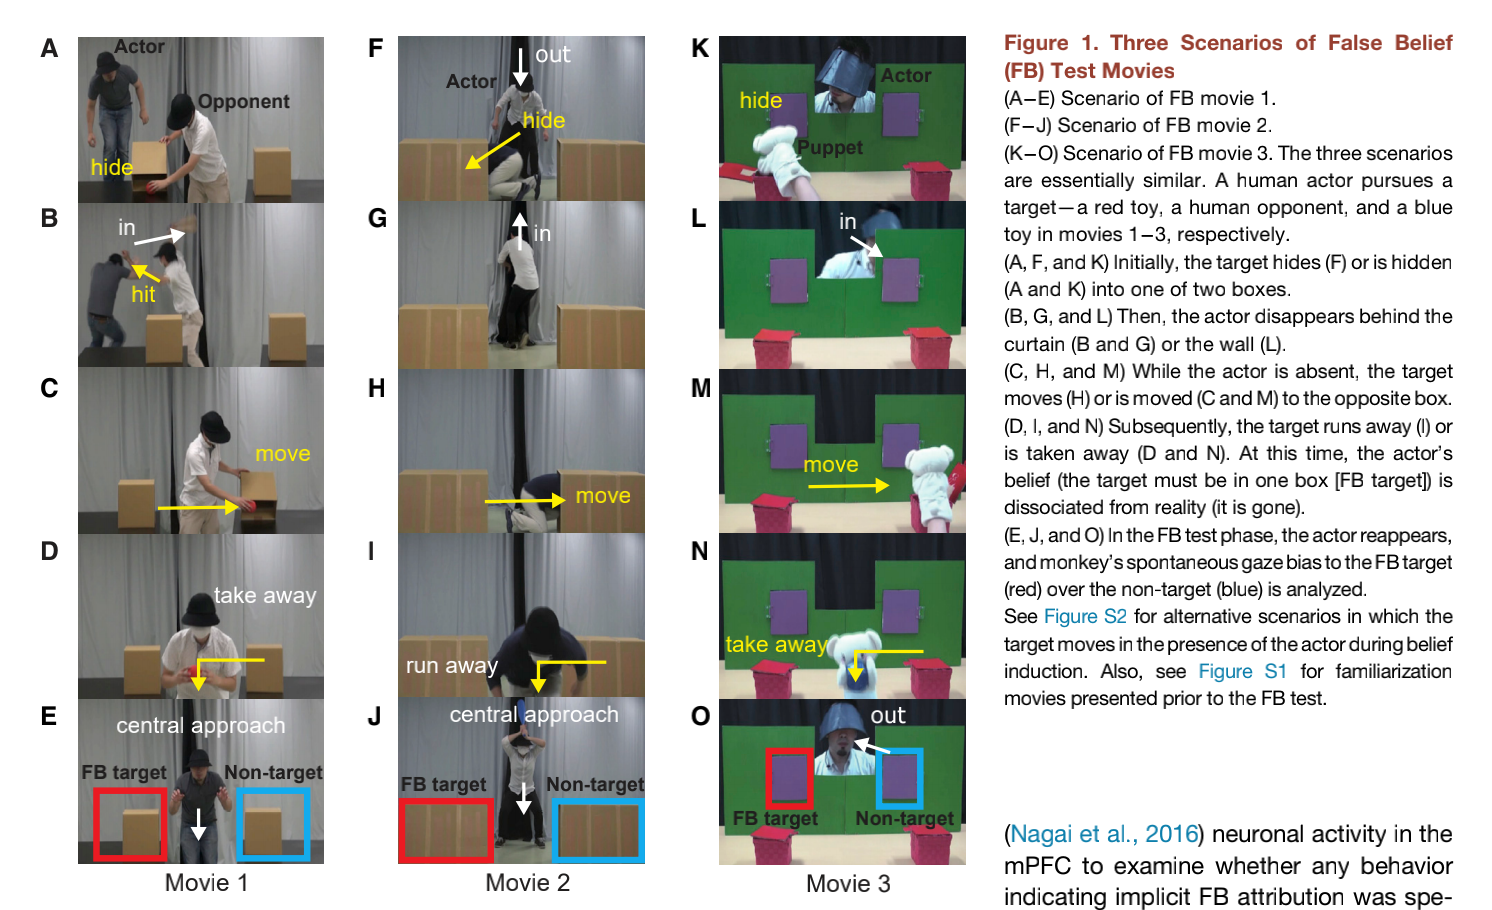 A
Actor
Opponent
hide
B
in
hit
C
move
D
take away
E
central approach
FB target
Non-target
Movie 1
F
out
Actor
hide
G
in
H
move
I
run away
J
central approach
FB target
Non-target
Movie 2
K
Actor
hide
Puppet
L
in
M
move
N
take away
O
out
FB target
Non-target
Movie 3
Figure 1. Three Scenarios of False Belief
(FB) Test Movies
(A–E) Scenario of FB movie 1.
(F–J) Scenario of FB movie 2.
(K–O) Scenario of FB movie 3. The three scenarios
are essentially similar. A human actor pursues a
target—a red toy, a human opponent, and a blue
toy in movies 1–3, respectively.
(A, F, and K) Initially, the target hides (F) or is hidden
(A and K) into one of two boxes.
(B, G, and L) Then, the actor disappears behind the
curtain (B and G) or the wall (L).
(C, H, and M) While the actor is absent, the target
moves (H) or is moved (C and M) to the opposite box.
(D, I, and N) Subsequently, the target runs away (I) or
is taken away (D and N). At this time, the actor's
belief (the target must be in one box [FB target]) is
dissociated from reality (it is gone).
(E, J, and O) In the FB test phase, the actor reappears,
and monkey's spontaneous gaze bias to the FB target
(red) over the non-target (blue) is analyzed.
See Figure S2 for alternative scenarios in which the
target moves in the presence of the actor during belief
induction. Also, see Figure S1 for familiarization
movies presented prior to the FB test.
(Nagai et al., 2016) neuronal activity in the
mPFC to examine whether any behavior
indicating implicit FB attribution was spe-